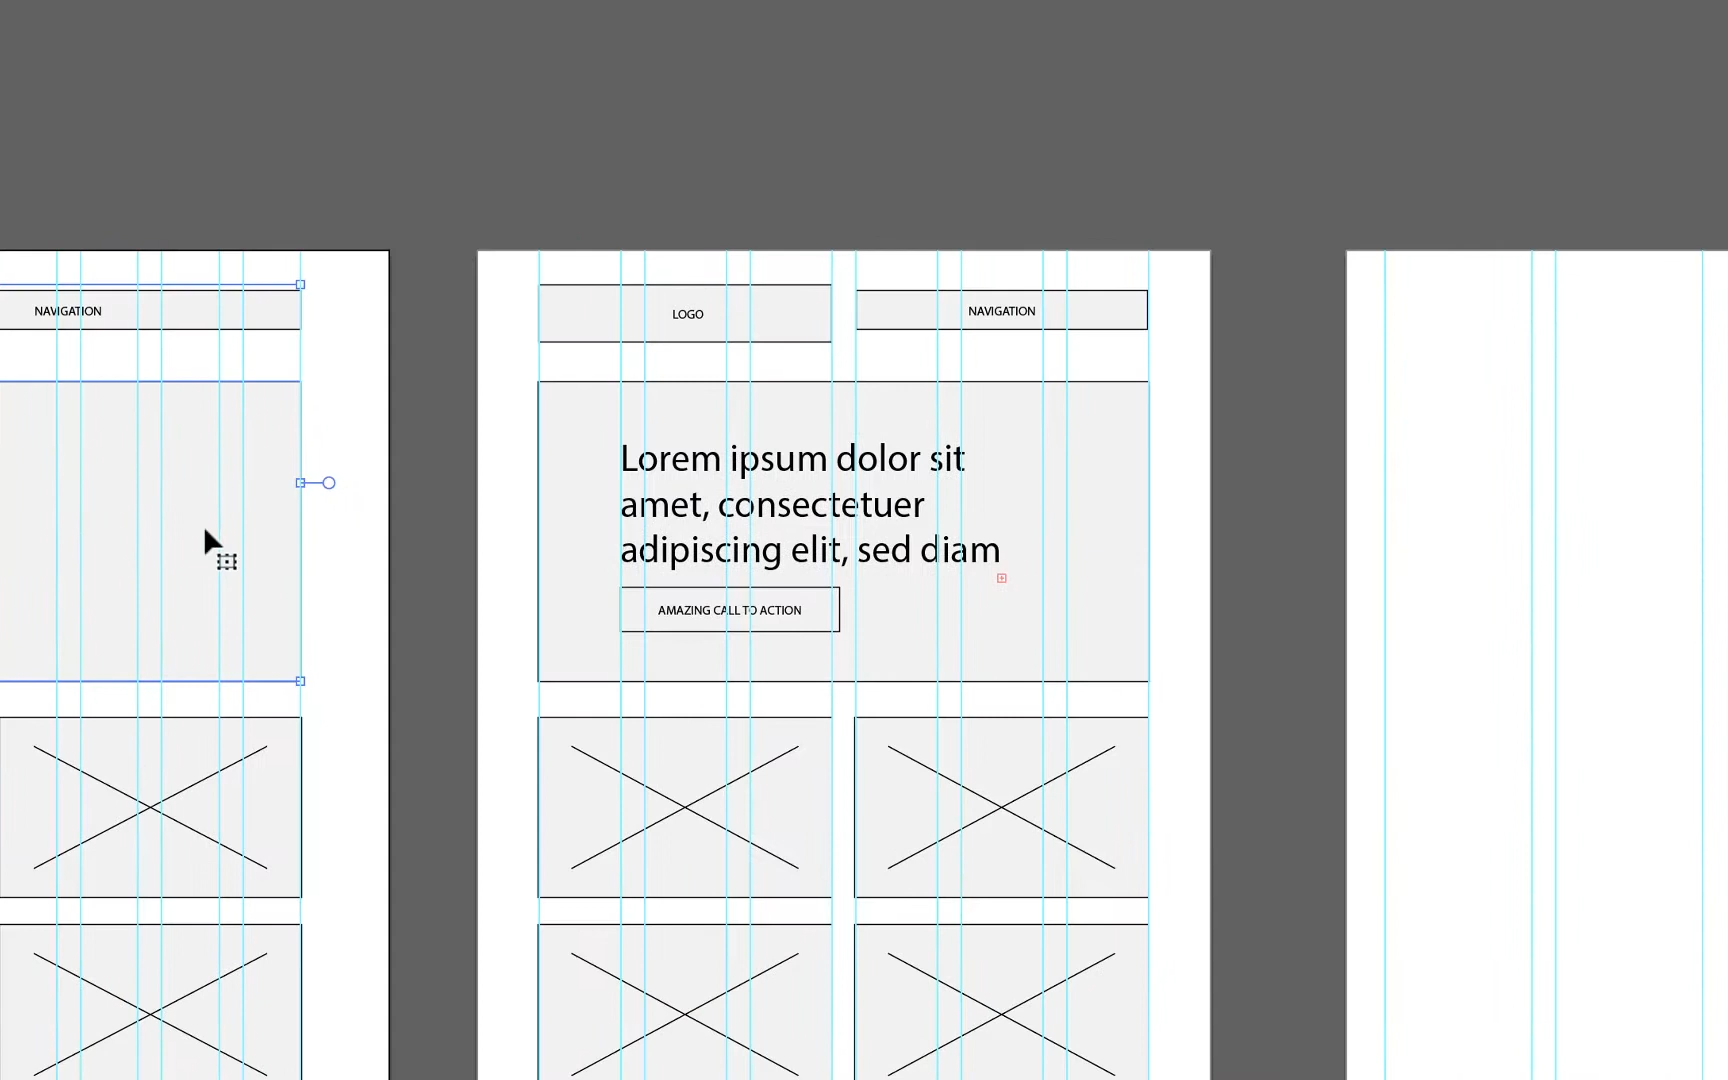 NAVIGATION
LOGO
NAVIGATION
Lorem ipsum dolor sit
amet, consectetuer
adipiscing elit, sed diam
AMAZING CALL TO ACTION